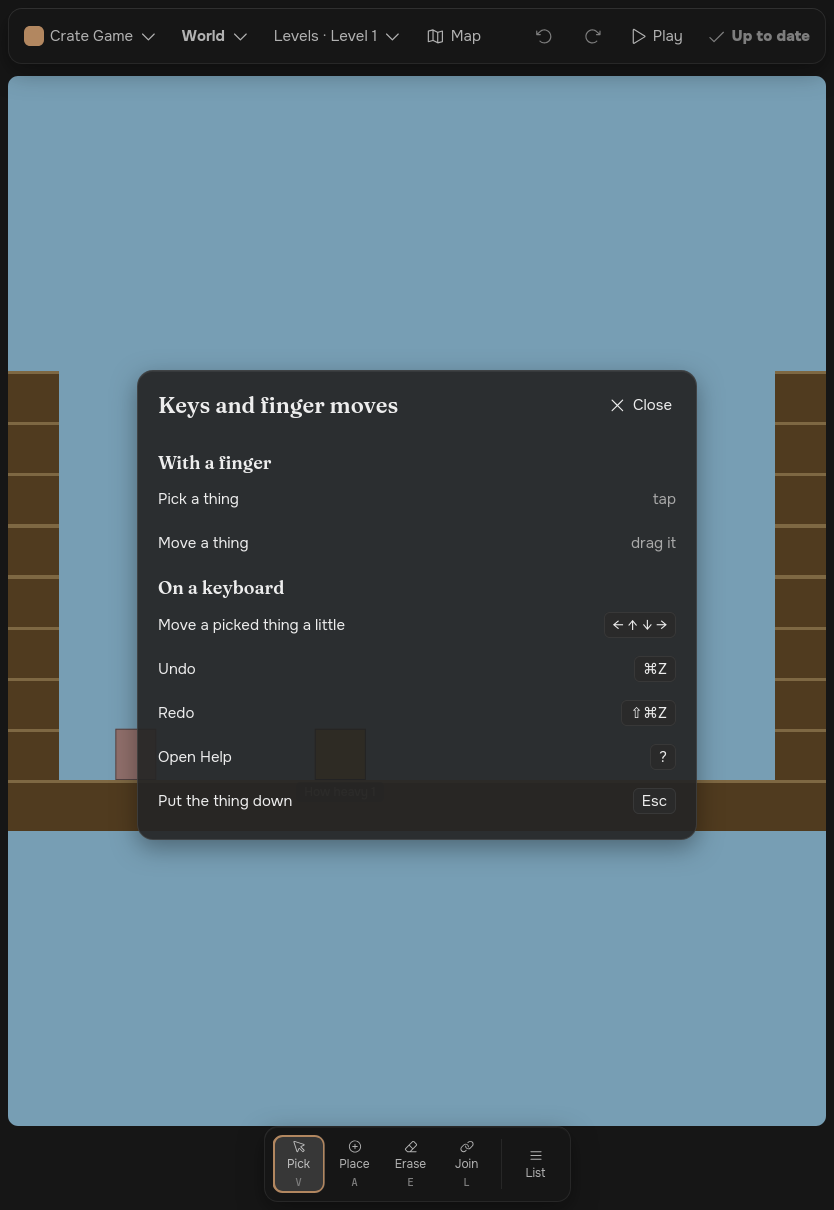 Crate Game World Levels · Level 1 Map Play Up to date
Keys and finger moves Close
With a finger
Pick a thing tap
Move a thing drag it
On a keyboard
Move a picked thing a little ← ↑ ↓ →
Undo ⌘Z
Redo ⇧⌘Z
Open Help ?
Put the thing down Esc
Pick Place Erase Join List
V A E L